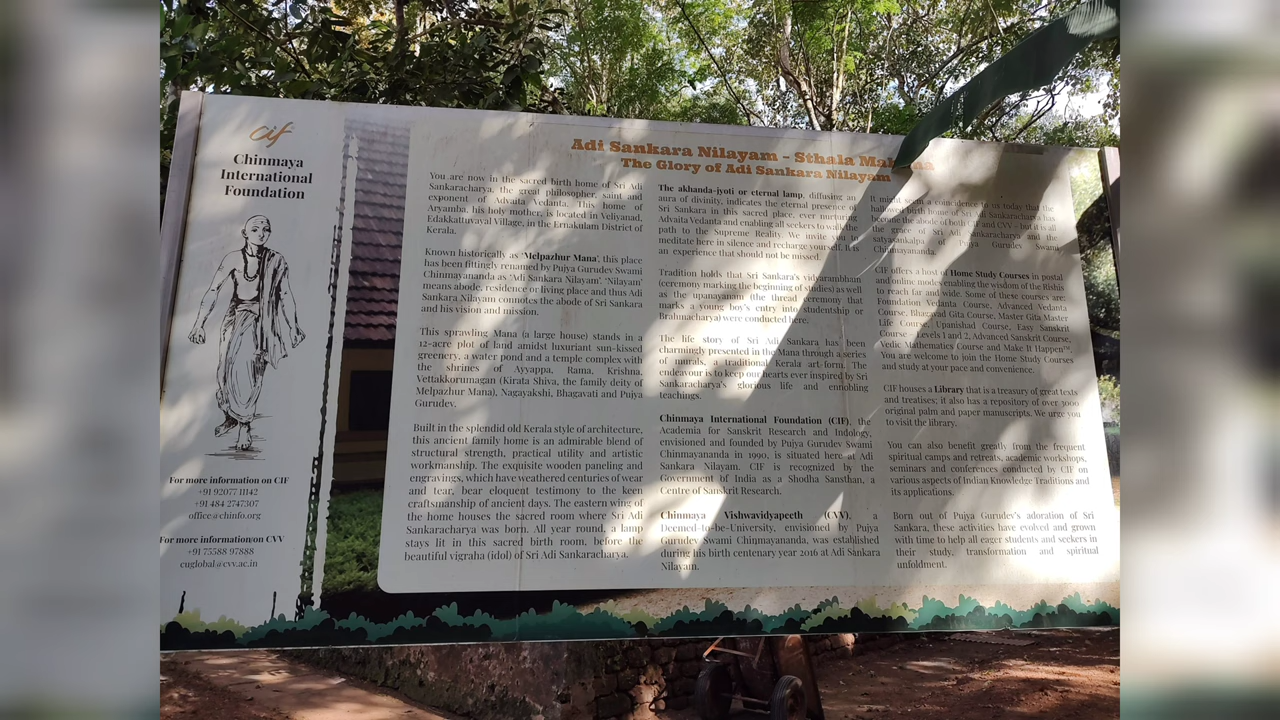 cif
Chinmaya
International
Foundation
For more information on CIF
+91 92077 11142
+91 484 2747307
office@chinfo.org
For more information on CVV
+91 75588 97888
cuglobal@cvv.ac.in
Adi Sankara Nilayam - Sthala
The Glory of Adi Sankara Nilayam
You are now in the sacred birth home of Sri Adi
Sankaracharya, the great philosopher, saint and
exponent of Advaita Vedanta. This home of
Aryamba, his holy mother, is located in Veliyanad,
Edakkattuvayal Village, in the Ernakulam District of
Kerala.
Known historically as 'Melpazhur Mana', this place
has been fittingly renamed by Pujya Gurudev Swami
Chinmayananda as 'Adi Sankara Nilayam'. 'Nilayam'
means abode, residence or living place and thus Adi
Sankara Nilyam connotes the abode of Sri Sankara
and his vision and mission.
This sprawling Mana (a large house) stands in a
12-acre plot of land amidst luxuriant sun-kissed
greenery, a water pond and a temple complex with
the shrines of Ayyappa, Rama, Krishna,
Vettakkorumagan (Kirata Shiva, the family deity of
Melpazhur Mana), Nagayakshi, Bhagavati and Pujya
Gurudev.
Built in the splendid old Kerala style of architecture,
this ancient family home is an admirable blend of
structural strength, practical utility and artistic
workmanship. The exquisite wooden paneling and
engravings, which have weathered centuries of wear
and tear, bear eloquent testimony to the keen
craftsmanship of ancient days. The eastern wing of
the home houses the sacred room where Sri Adi
Sankaracharya was born. All year round, a lamp
stays lit in this sacred birth room, before the
beautiful vigraha (idol) of Sri Adi Sankaracharya.
The akhanda-jyoti or eternal lamp, diffusing an
aura of divinity, indicates the eternal presence of
Sri Sankara in this sacred place, ever nurturing
Advaita Vedanta and enabling all seekers to walk the
path to the Supreme Reality. We invite you to
meditate here in silence and recharge yourself. It is
an experience that should not be missed.
Tradition holds that Sri Sankara's vidyarambham
(ceremony marking the beginning of studies) as well
as the upanayanam (the thread ceremony that
marks a young boy's entry into studentship or
Brahmacharya) were conducted here.
The life story of Sri Adi Sankara has been
charmingly presented in the Mana through a series
of murals, a traditional Kerala art form. The
endeavour is to keep our hearts ever inspired by Sri
Sankaracharya's glorious life and ennobling
teachings.
Chinmaya International Foundation (CIF), the
Academia for Sanskrit Research and Indology,
envisioned and founded by Pujya Gurudev Swami
Chinmayananda in 1990, is situated here at Adi
Sankara Nilayam. CIF is recognized by the
Government of India as a Shodha Sansthan, a
Centre of Sanskrit Research.
Chinmaya Vishwavidyapeeth (CVV), a
Deemed-to-be-University, envisioned by Pujya
Gurudev Swami Chinmayananda, was established
during his birth centenary year 2016 at Adi Sankara
Nilayam.
It might seem a coincidence to us today that the
maternal birth home of Sri Adi Sankaracharya has
become the abode of both CIF and CVV – but it is all
the grace of Sri Adi Sankaracharya and the
satyasankalpa of Pujya Gurudev Swami
Chinmayananda.
CIF offers a host of Home Study Courses in postal
and online modes enabling the wisdom of the Rishis
to reach far and wide. Some of these courses are:
Foundation Vedanta Course, Advanced Vedanta
Course, Bhagavad Gita Course, Master Gita Master
Life Course, Upanishad Course, Easy Sanskrit
Course – Levels 1 and 2, Advanced Sanskrit Course,
Vedic Mathematics Course and Make It Happen™.
You are welcome to join the Home Study Courses
and study at your pace and convenience.
CIF houses a Library that is a treasury of great texts
and treatises; it also has a repository of over 3000
original palm and paper manuscripts. We urge you
to visit the library.
You can also benefit greatly from the frequent
spiritual camps and retreats, academic workshops,
seminars and conferences conducted by CIF on
various aspects of Indian Knowledge Traditions and
its applications.
Born out of Pujya Gurudev's adoration of Sri
Sankara, these activities have evolved and grown
with time to help all eager students and seekers in
their study, transformation and spiritual
unfoldment.